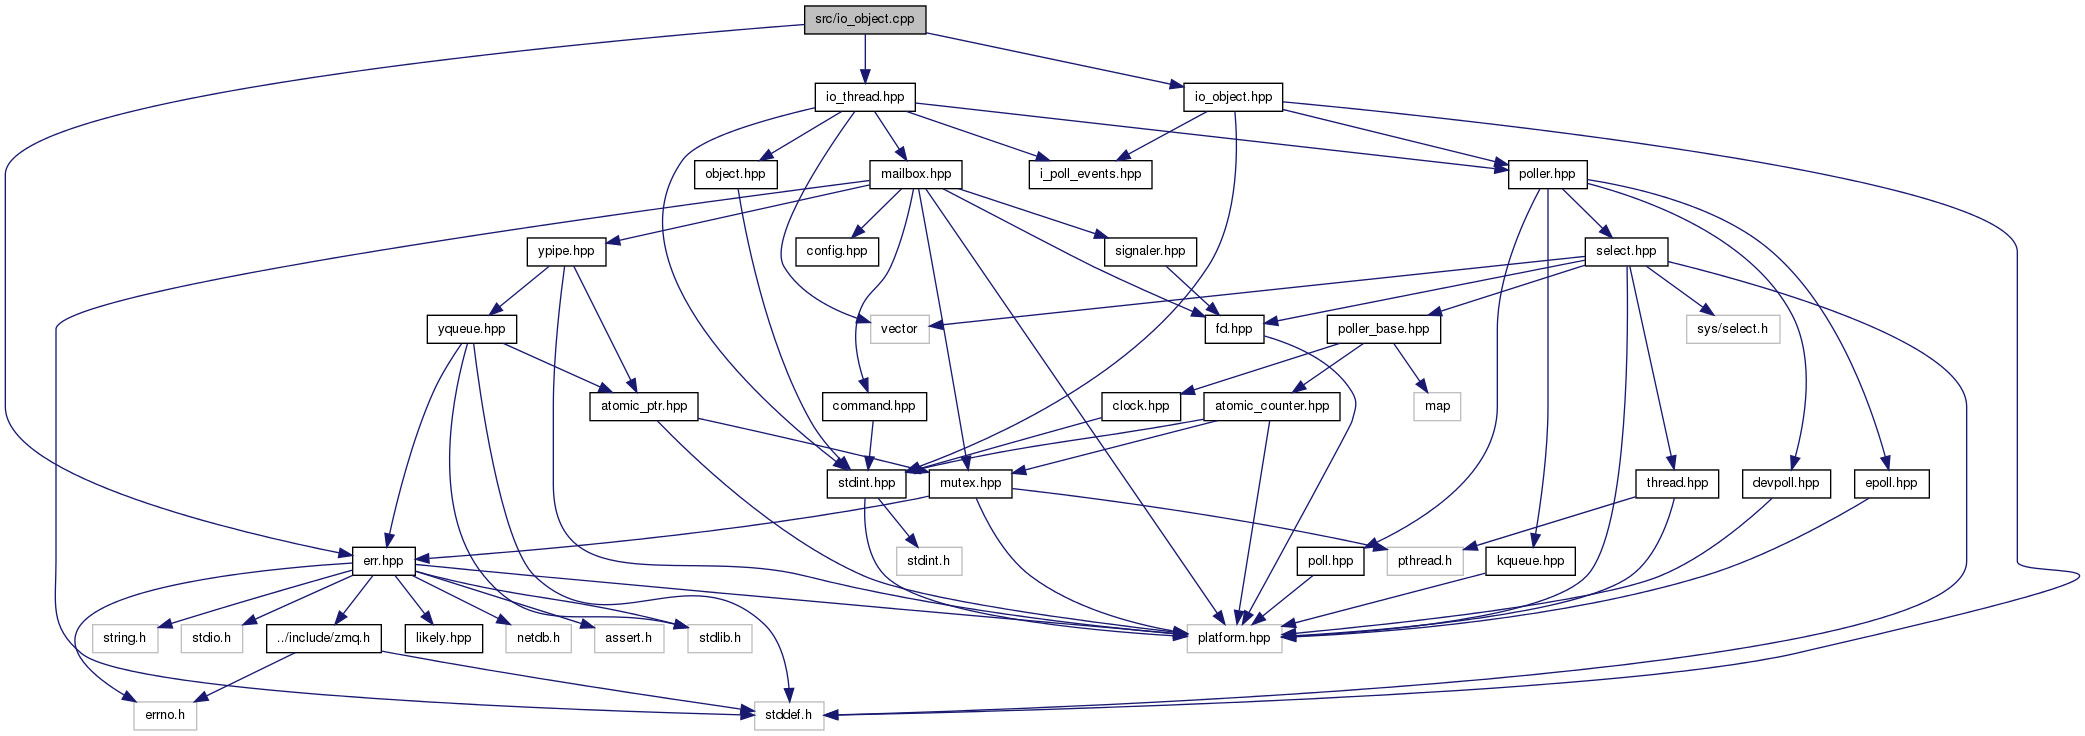 src/io_object.cpp
io_thread.hpp
io_object.hpp
object.hpp
mailbox.hpp
i_poll_events.hpp
poller.hpp
ypipe.hpp
config.hpp
signaler.hpp
select.hpp
yqueue.hpp
vector
fd.hpp
poller_base.hpp
sys/select.h
atomic_ptr.hpp
command.hpp
clock.hpp
atomic_counter.hpp
map
stdint.hpp
mutex.hpp
thread.hpp
devpoll.hpp
epoll.hpp
err.hpp
stdint.h
poll.hpp
pthread.h
kqueue.hpp
string.h
stdio.h
../include/zmq.h
likely.hpp
netdb.h
assert.h
stdlib.h
platform.hpp
errno.h
stddef.h